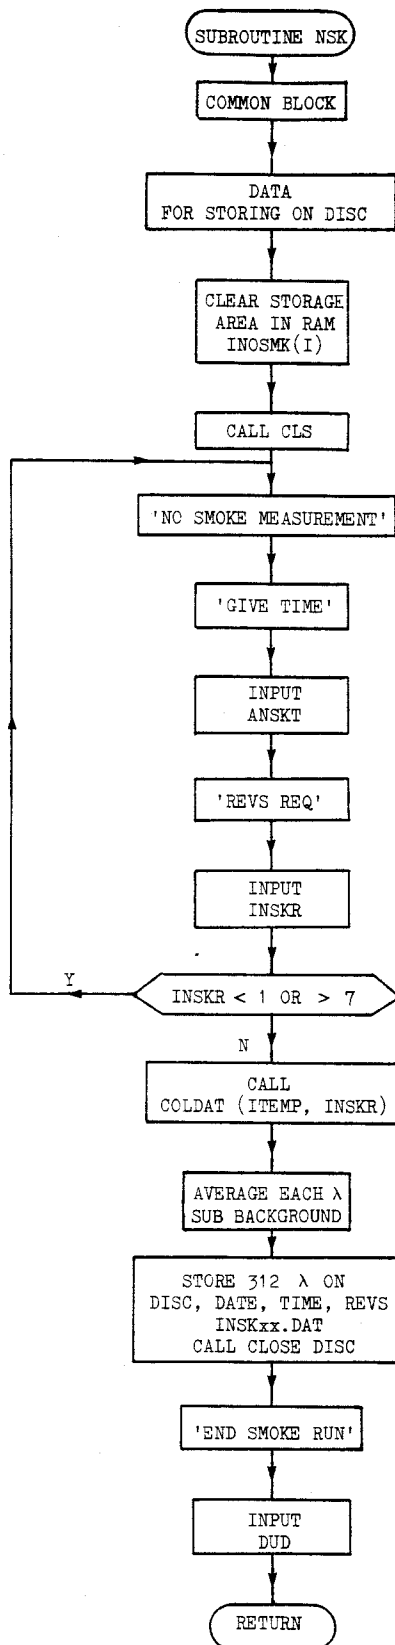 SUBROUTINE NSK
COMMON BLOCK
DATA
FOR STORING ON DISC
CLEAR STORAGE
AREA IN RAM
INOSMK(I)
CALL CLS
'NO SMOKE MEASUREMENT'
'GIVE TIME'
INPUT
ANSKT
'REVS REQ'
INPUT
INSKR
Y
INSKR < 1 OR > 7
N
CALL
COLDAT (ITEMP, INSKR)
AVERAGE EACH λ
SUB BACKGROUND
STORE 312 λ ON
DISC, DATE, TIME, REVS
INSKxx.DAT
CALL CLOSE DISC
'END SMOKE RUN'
INPUT
DUD
RETURN